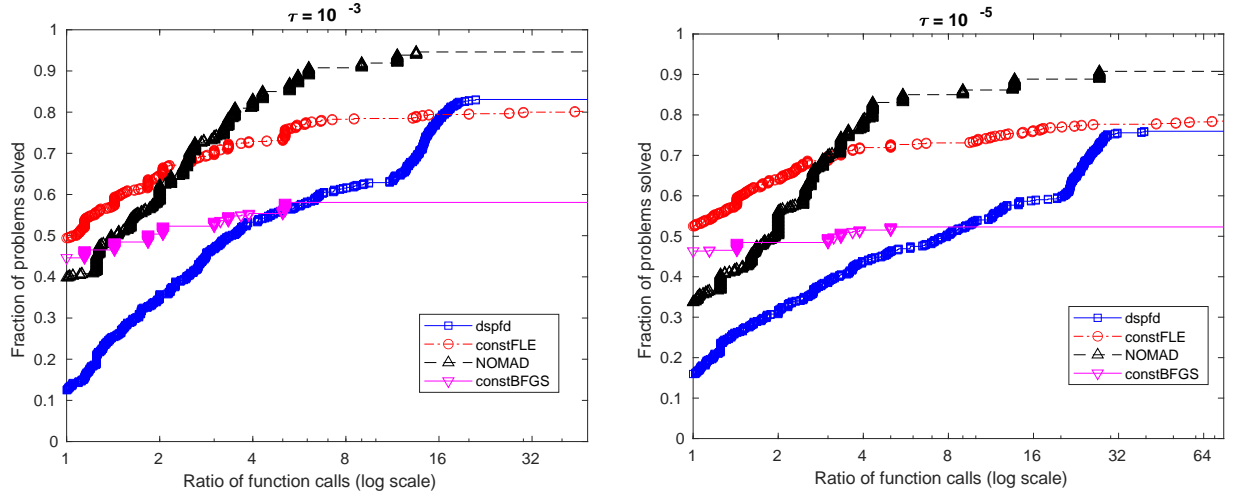 τ = 10 -3
1
0.9
0.8
0.7
0.6
0.5
0.4
0.3
0.2
0.1
0
Fraction of problems solved
dspfd
constFLE
NOMAD
constBFGS
1 2 4 8 16 32
Ratio of function calls (log scale)
τ = 10 -5
1
0.9
0.8
0.7
0.6
0.5
0.4
0.3
0.2
0.1
0
Fraction of problems solved
dspfd
constFLE
NOMAD
constBFGS
1 2 4 8 16 32 64
Ratio of function calls (log scale)